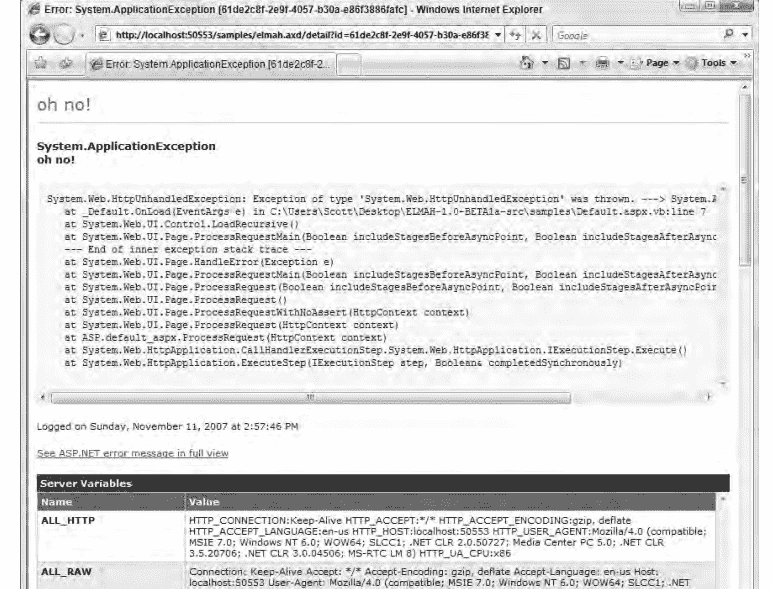 Error: System.ApplicationException [61de2c8f-2e9f-4057-b30a-e86f3886fafc] - Windows Internet Explorer
http://localhost:50553/samples/elmah.axd/detail?id=61de2c8f-2e9f-4057-b30a-e86f38
Google
Error: System.ApplicationException [61de2c8f-2...
Page
Tools
oh no!
System.ApplicationException
oh no!
System.Web.HttpUnhandledException: Exception of type 'System.Web.HttpUnhandledException' was thrown. ---> System.A
at _Default.OnLoad(EventArgs e) in C:\Users\Scott\Desktop\ELMAH-1.0-BETA1a-src\samples\Default.aspx.vb:line 7
at System.Web.UI.Control.LoadRecursive()
at System.Web.UI.Page.ProcessRequestMain(Boolean includeStagesBeforeAsyncPoint, Boolean includeStagesAfterAsync
--- End of inner exception stack trace ---
at System.Web.UI.Page.HandleError(Exception e)
at System.Web.UI.Page.ProcessRequestMain(Boolean includeStagesBeforeAsyncPoint, Boolean includeStagesAfterAsync
at System.Web.UI.Page.ProcessRequest(Boolean includeStagesBeforeAsyncPoint, Boolean includeStagesAfterAsyncPoin
at System.Web.UI.Page.ProcessRequest()
at System.Web.UI.Page.ProcessRequestWithNoAssert(HttpContext context)
at System.Web.UI.Page.ProcessRequest(HttpContext context)
at ASP.default_aspx.ProcessRequest(HttpContext context)
at System.Web.HttpApplication.CallHandlerExecutionStep.System.Web.HttpApplication.IExecutionStep.Execute()
at System.Web.HttpApplication.ExecuteStep(IExecutionStep step, Boolean& completedSynchronously)
Logged on Sunday, November 11, 2007 at 2:57:46 PM
See ASP.NET error message in full view
Server Variables
Name Value
ALL_HTTP HTTP_CONNECTION:Keep-Alive HTTP_ACCEPT:*/* HTTP_ACCEPT_ENCODING:gzip, deflate
HTTP_ACCEPT_LANGUAGE:en-us HTTP_HOST:localhost:50553 HTTP_USER_AGENT:Mozilla/4.0 (compatible;
MSIE 7.0; Windows NT 6.0; WOW64; SLCC1; .NET CLR 2.0.50727; Media Center PC 5.0; .NET CLR
3.5.20706; .NET CLR 3.0.04506; MS-RTC LM 8) HTTP_UA_CPU:x86
ALL_RAW Connection: Keep-Alive Accept: */* Accept-Encoding: gzip, deflate Accept-Language: en-us Host:
localhost:50553 User-Agent: Mozilla/4.0 (compatible; MSIE 7.0; Windows NT 6.0; WOW64; SLCC1; .NET